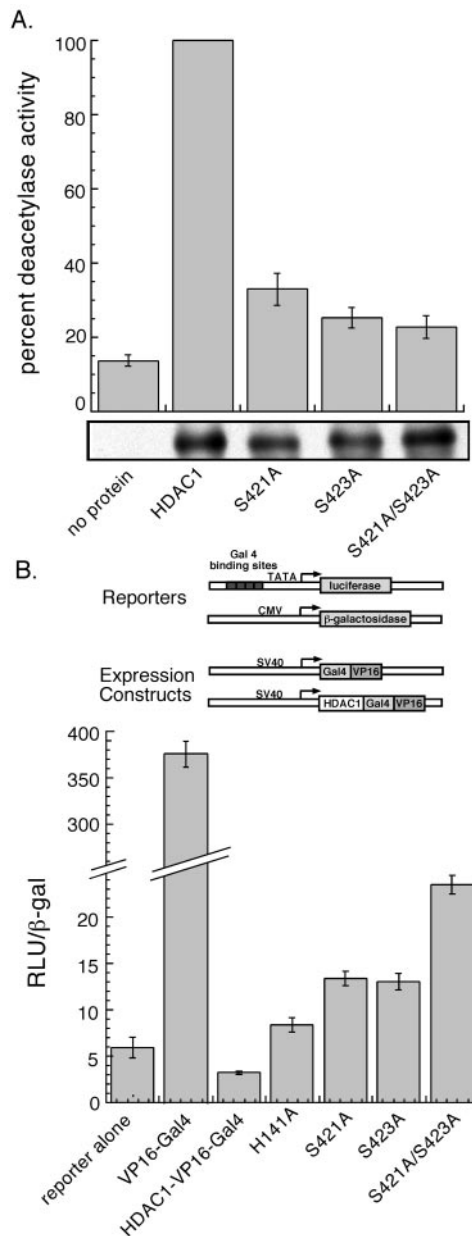 A.
percent deacetylase activity
100
80
60
40
20
0
no protein
HDAC1
S421A
S423A
S421A/S423A
B.
Gal 4
binding sites
TATA
Reporters
luciferase
CMV
β-galactosidase
Expression
Constructs
SV40
Gal4 VP16
SV40
HDAC1 Gal4 VP16
RLU/β-gal
400
350
300
20
15
10
5
0
reporter alone
VP16-Gal4
HDAC1-VP16-Gal4
H141A
S421A
S423A
S421A/S423A